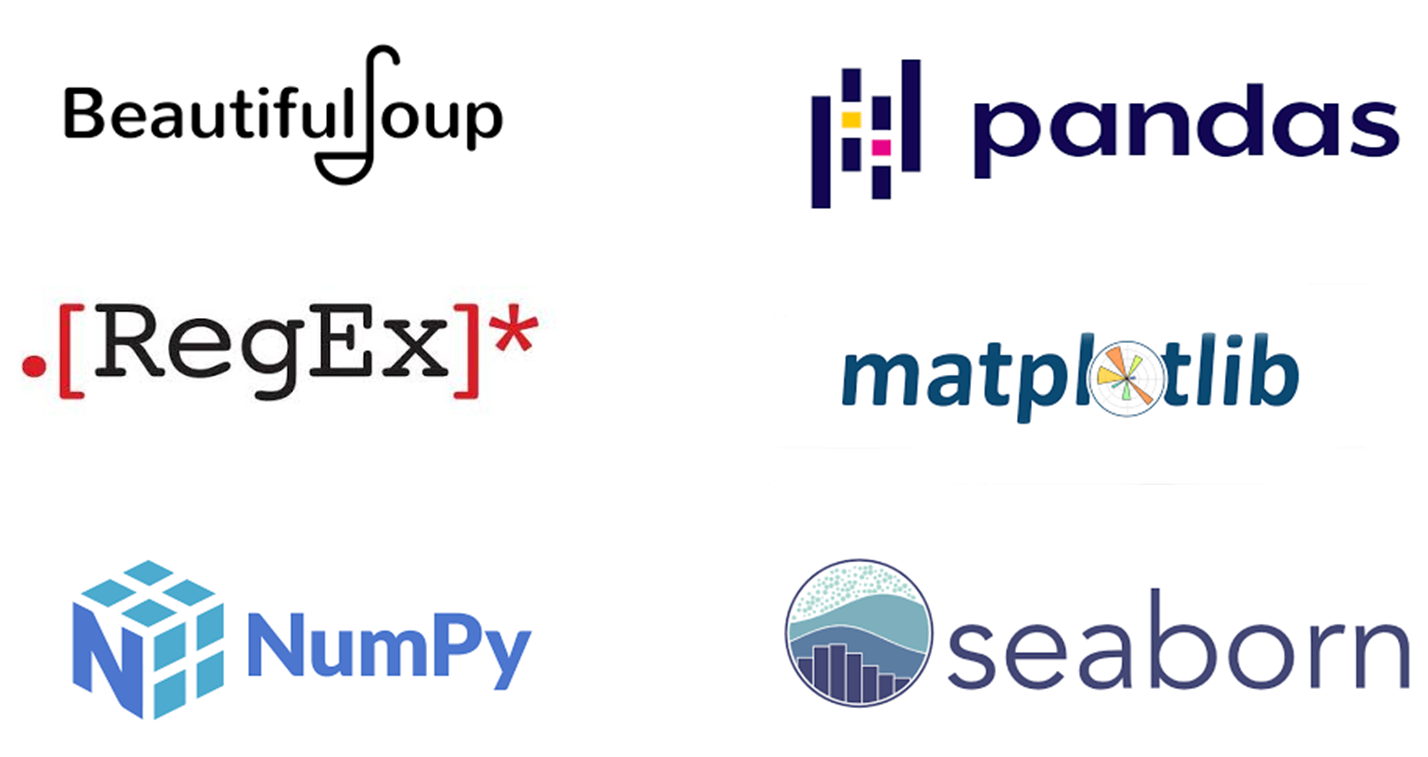 BeautifulSoup
pandas
.[RegEx]*
matplotlib
NumPy
seaborn